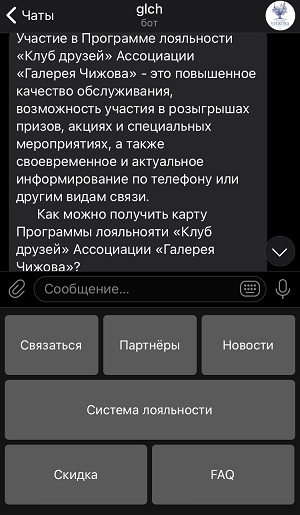 Чаты
glch
бот
Участие в Программе лояльности
«Клуб друзей» Ассоциации
«Галерея Чижова» - это повышенное
качество обслуживания,
возможность участия в розыгрышах
призов, акциях и специальных
мероприятиях, а также
своевременное и актуальное
информирование по телефону или
другим видам связи.
Как можно получить карту
Программы лояльнояти «Клуб
друзей» Ассоциации «Галерея
Чижова»?
Сообщение...
Связаться
Партнёры
Новости
Система лояльности
Скидка
FAQ